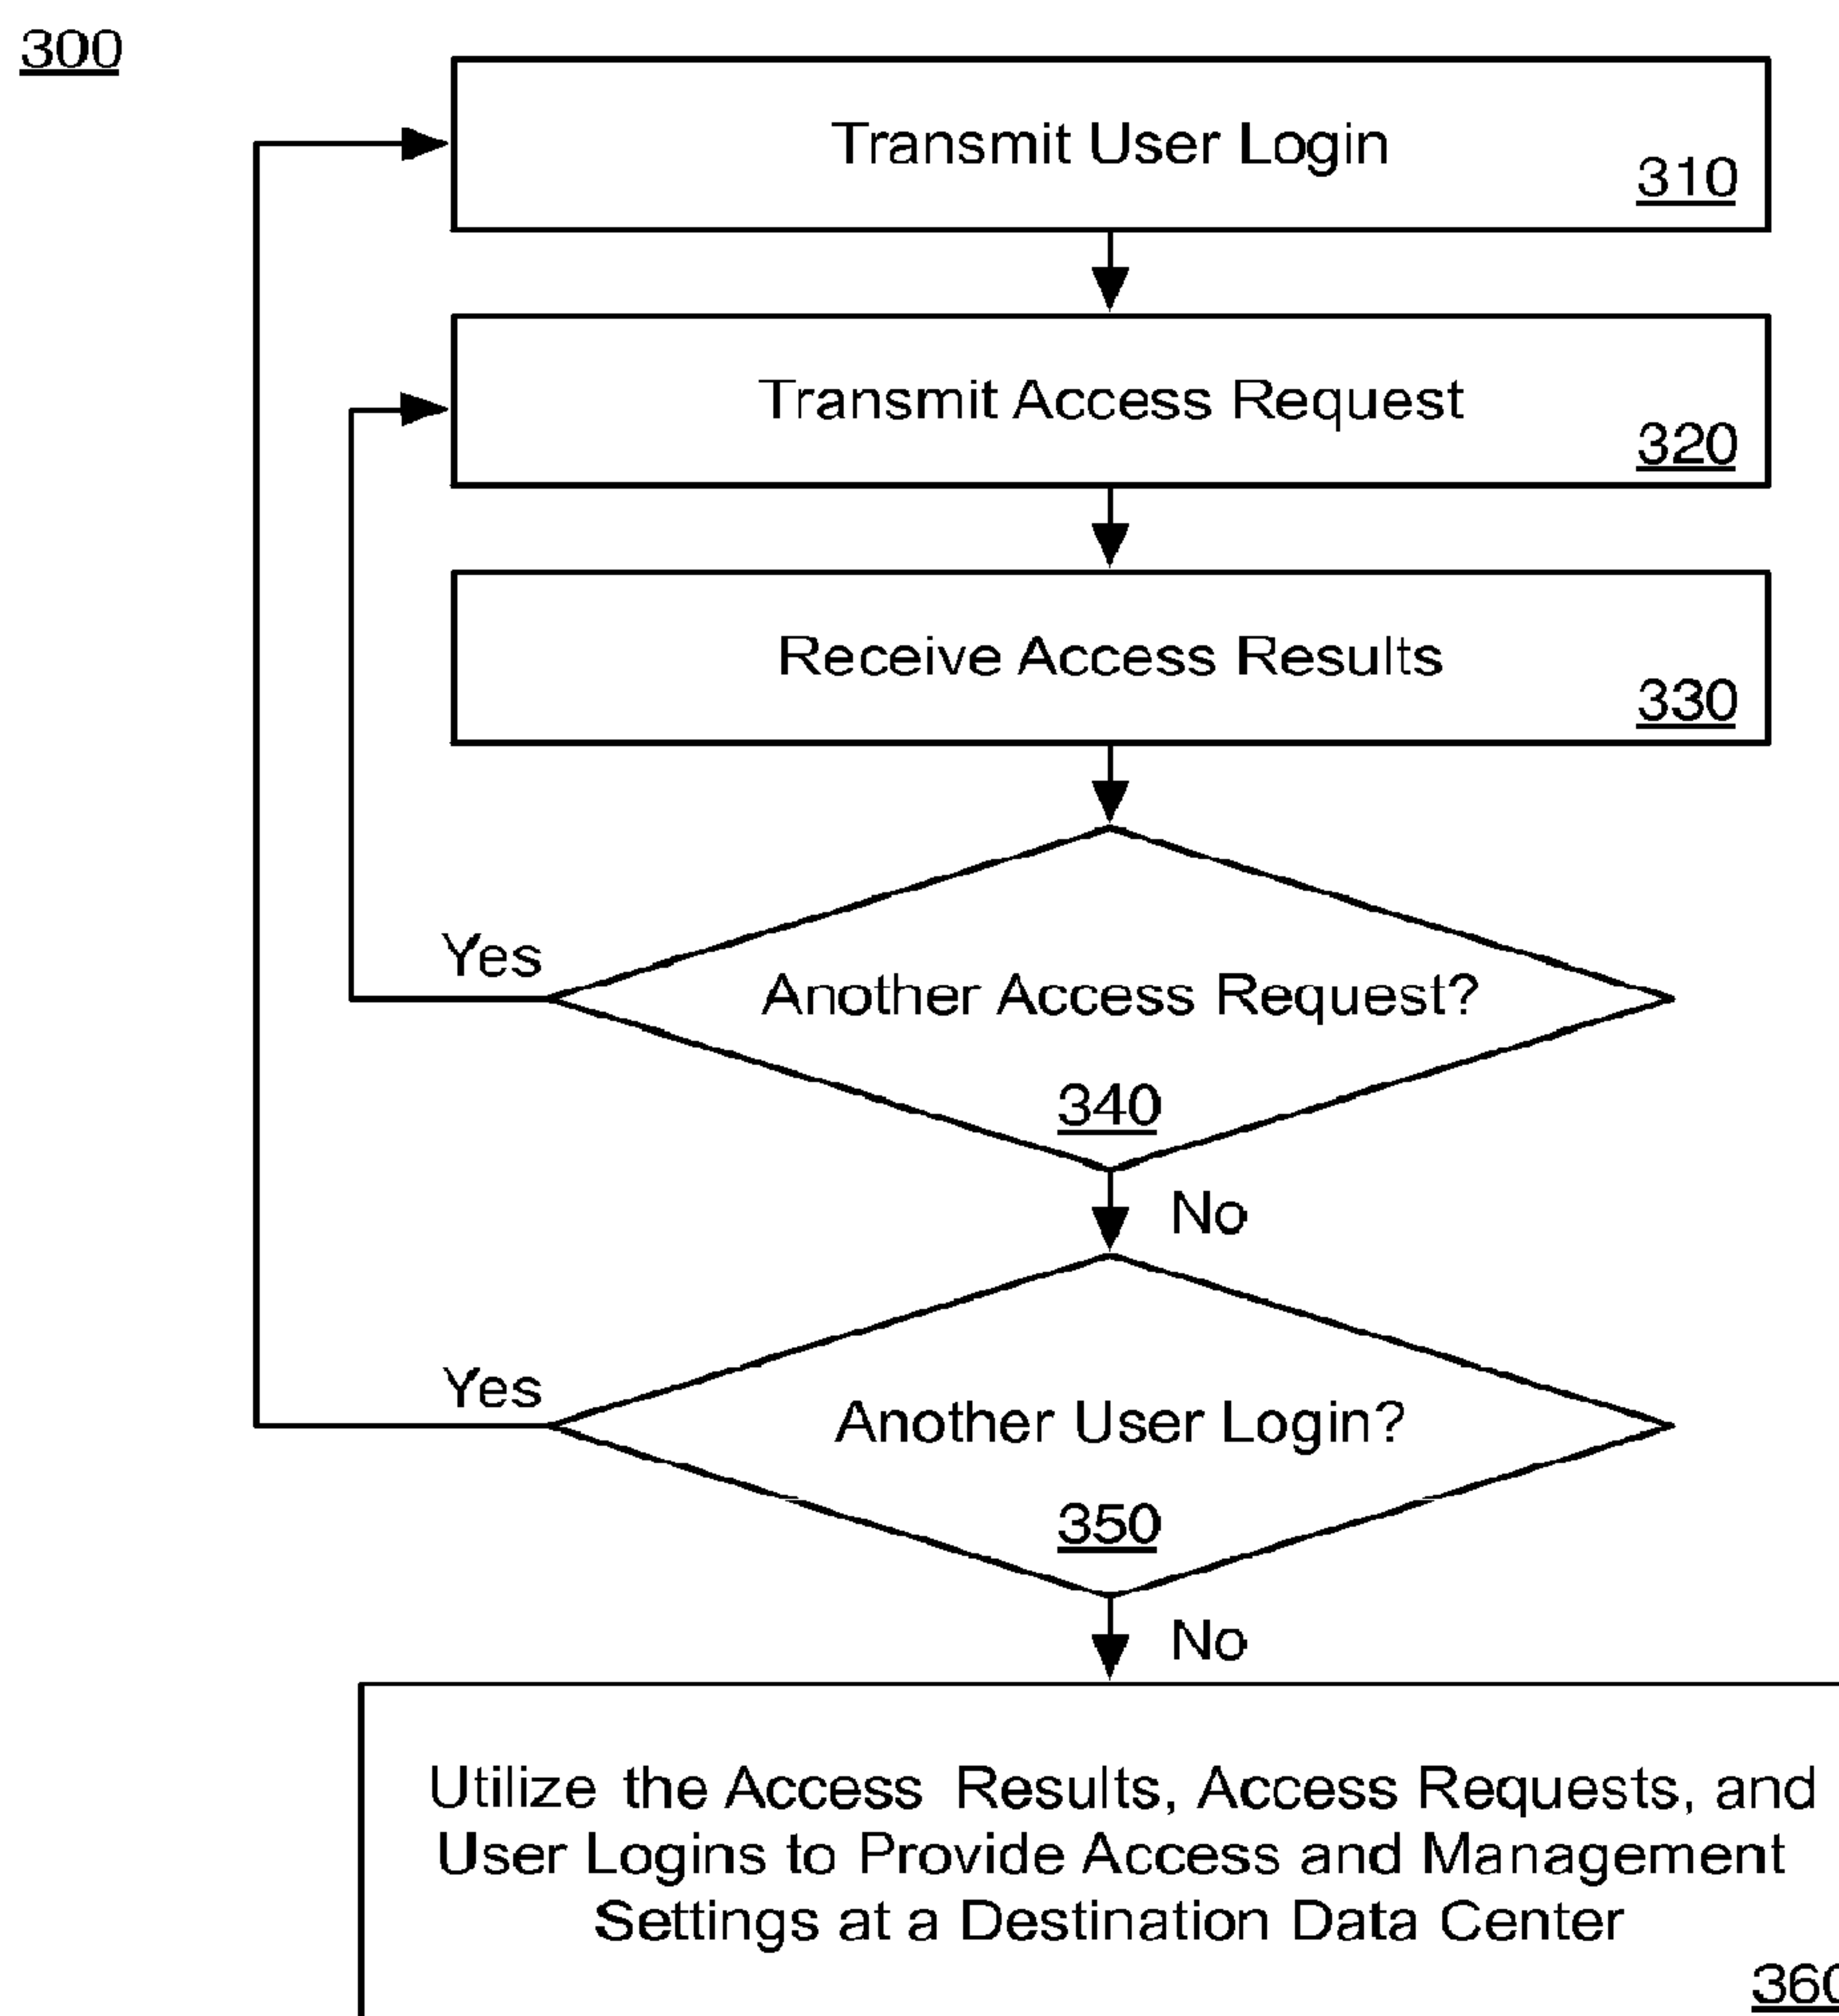 300
Transmit User Login
310
Transmit Access Request
320
Receive Access Results
330
Yes
Another Access Request?
340
No
Yes
Another User Login?
350
No
Utilize the Access Results, Access Requests, and
User Logins to Provide Access and Management
Settings at a Destination Data Center
360